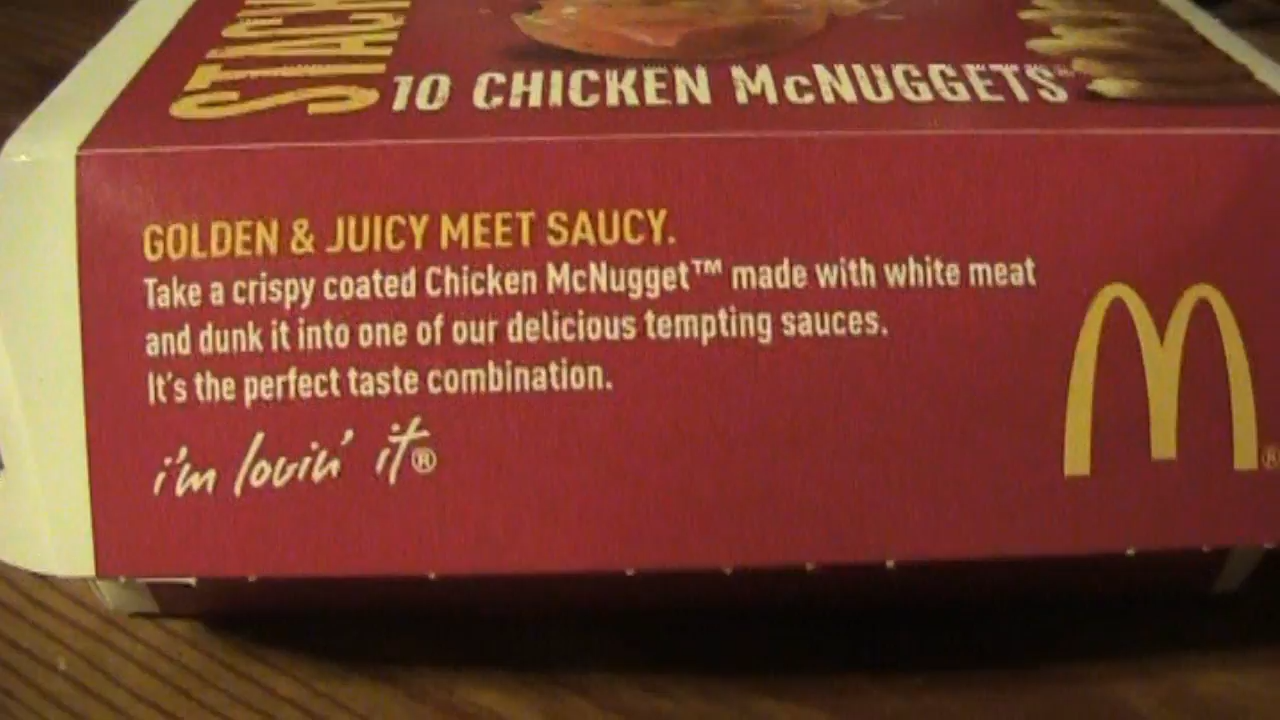 10 CHICKEN McNUGGETS
GOLDEN & JUICY MEET SAUCY.
Take a crispy coated Chicken McNugget™ made with white meat
and dunk it into one of our delicious tempting sauces.
It's the perfect taste combination.
i'm lovin' it®
M®